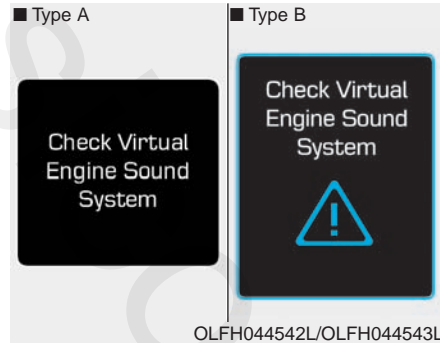 ■ Type A
■ Type B
Check Virtual
Engine Sound
System
Check Virtual
Engine Sound
System
OLFH044542L/OLFH044543L